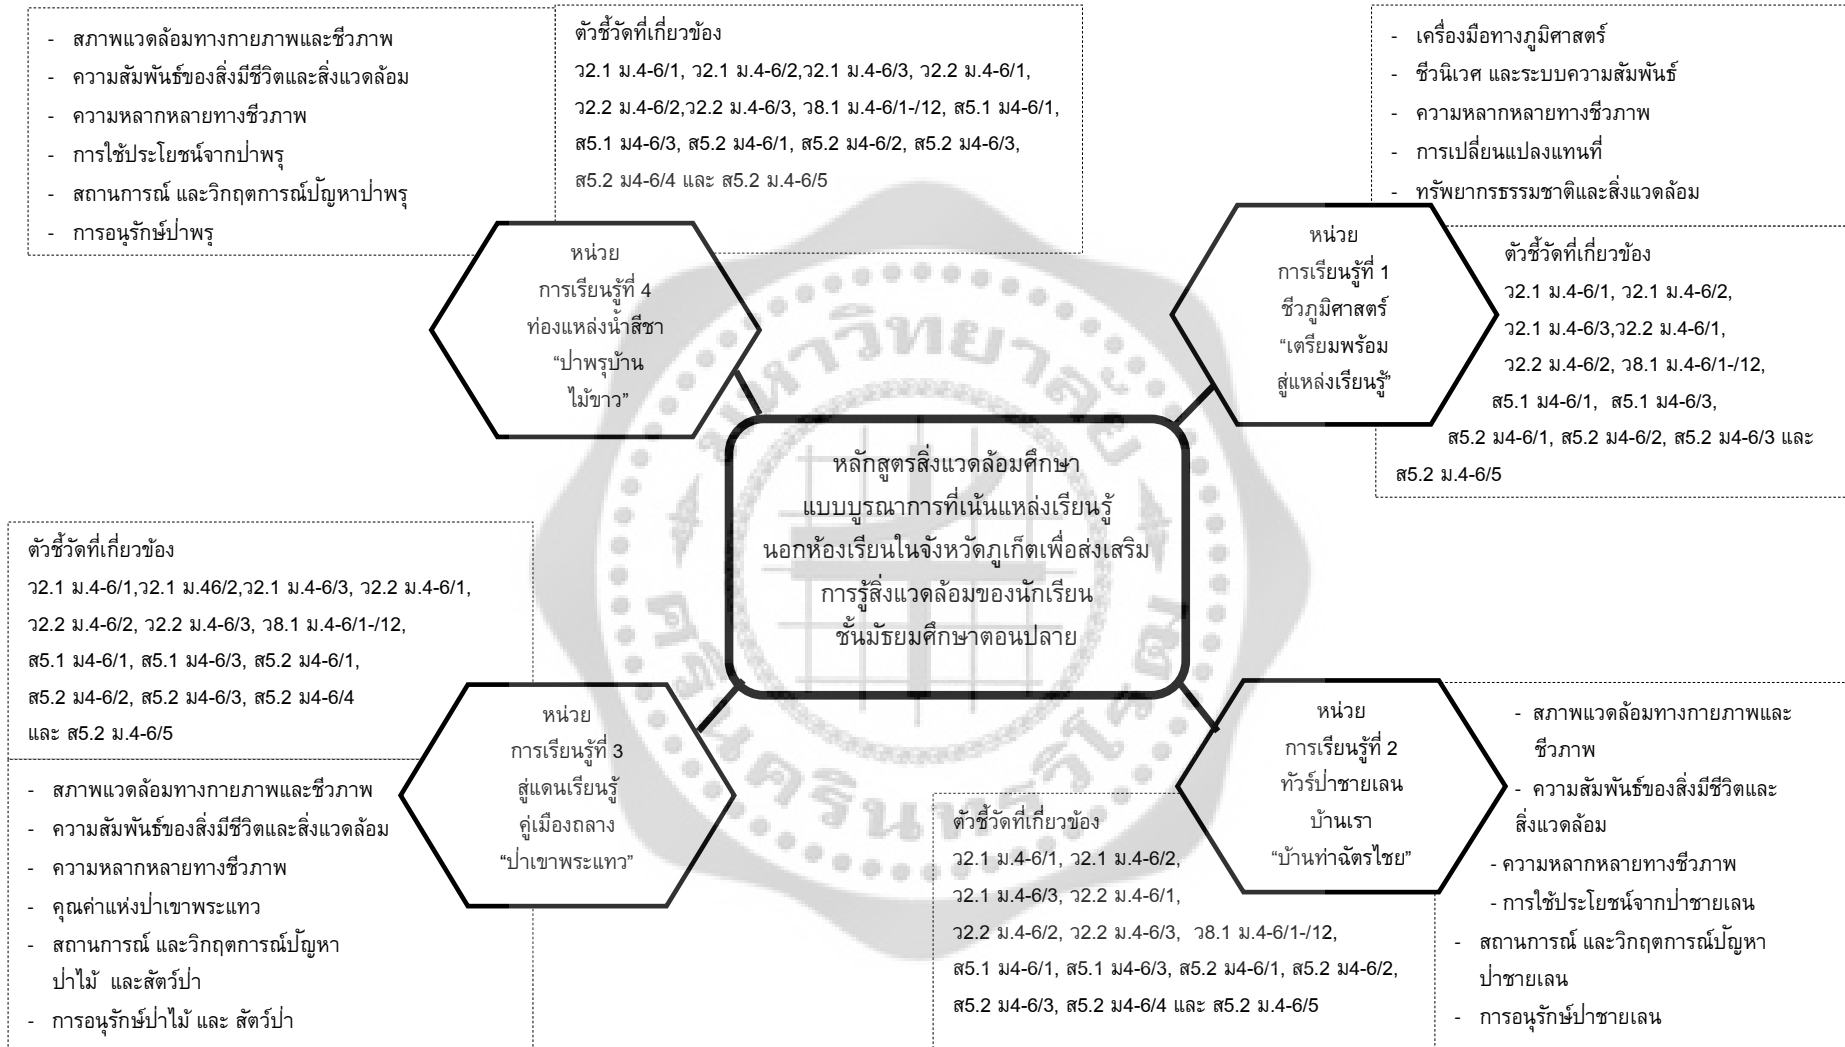 - สภาพแวดล้อมทางกายภาพและชีวภาพ
- ความสัมพันธ์ของสิ่งมีชีวิตและสิ่งแวดล้อม
- ความหลากหลายทางชีวภาพ
- การใช้ประโยชน์จากป่าพรุ
- สถานการณ์ และวิกฤตการณ์ปัญหาป่าพรุ
- การอนุรักษ์ป่าพรุ
ตัวชี้วัดที่เกี่ยวข้อง
ว2.1 ม.4-6/1, ว2.1 ม.4-6/2,ว2.1 ม.4-6/3, ว2.2 ม.4-6/1,
ว2.2 ม.4-6/2,ว2.2 ม.4-6/3, ว8.1 ม.4-6/1-/12, ส5.1 ม4-6/1,
ส5.1 ม4-6/3, ส5.2 ม4-6/1, ส5.2 ม4-6/2, ส5.2 ม4-6/3,
ส5.2 ม4-6/4 และ ส5.2 ม.4-6/5
หน่วย
การเรียนรู้ที่ 4
ท่องแหล่งน้ำสีชา
“ป่าพรุบ้าน
ไม้ขาว”
- เครื่องมือทางภูมิศาสตร์
- ชีวนิเวศ และระบบความสัมพันธ์
- ความหลากหลายทางชีวภาพ
- การเปลี่ยนแปลงแทนที่
- ทรัพยากรธรรมชาติและสิ่งแวดล้อม
หน่วย
การเรียนรู้ที่ 1
ชีวภูมิศาสตร์
“เตรียมพร้อม
สู่แหล่งเรียนรู้”
ตัวชี้วัดที่เกี่ยวข้อง
ว2.1 ม.4-6/1, ว2.1 ม.4-6/2,
ว2.1 ม.4-6/3,ว2.2 ม.4-6/1,
ว2.2 ม.4-6/2, ว8.1 ม.4-6/1-/12,
ส5.1 ม4-6/1, ส5.1 ม4-6/3,
ส5.2 ม4-6/1, ส5.2 ม4-6/2, ส5.2 ม4-6/3 และ
ส5.2 ม.4-6/5
หลักสูตรสิ่งแวดล้อมศึกษา
แบบบูรณาการที่เน้นแหล่งเรียนรู้
นอกห้องเรียนในจังหวัดภูเก็ตเพื่อส่งเสริม
การรู้สิ่งแวดล้อมของนักเรียน
ชั้นมัธยมศึกษาตอนปลาย
มหาวิทยาลัย
ศรีนครินทรวิโรฒ
ตัวชี้วัดที่เกี่ยวข้อง
ว2.1 ม.4-6/1,ว2.1 ม.46/2,ว2.1 ม.4-6/3, ว2.2 ม.4-6/1,
ว2.2 ม.4-6/2, ว2.2 ม.4-6/3, ว8.1 ม.4-6/1-/12,
ส5.1 ม4-6/1, ส5.1 ม4-6/3, ส5.2 ม4-6/1,
ส5.2 ม4-6/2, ส5.2 ม4-6/3, ส5.2 ม4-6/4
และ ส5.2 ม.4-6/5
- สภาพแวดล้อมทางกายภาพและชีวภาพ
- ความสัมพันธ์ของสิ่งมีชีวิตและสิ่งแวดล้อม
- ความหลากหลายทางชีวภาพ
- คุณค่าแห่งป่าเขาพระแทว
- สถานการณ์ และวิกฤตการณ์ปัญหา
ป่าไม้ และสัตว์ป่า
- การอนุรักษ์ป่าไม้ และ สัตว์ป่า
หน่วย
การเรียนรู้ที่ 3
สู่แดนเรียนรู้
คู่เมืองถลาง
“ป่าเขาพระแทว”
ตัวชี้วัดที่เกี่ยวข้อง
ว2.1 ม.4-6/1, ว2.1 ม.4-6/2,
ว2.1 ม.4-6/3, ว2.2 ม.4-6/1,
ว2.2 ม.4-6/2, ว2.2 ม.4-6/3, ว8.1 ม.4-6/1-/12,
ส5.1 ม4-6/1, ส5.1 ม4-6/3, ส5.2 ม4-6/1, ส5.2 ม4-6/2,
ส5.2 ม4-6/3, ส5.2 ม4-6/4 และ ส5.2 ม.4-6/5
หน่วย
การเรียนรู้ที่ 2
ทัวร์ป่าชายเลน
บ้านเรา
“บ้านท่าฉัตรไชย”
- สภาพแวดล้อมทางกายภาพและ
ชีวภาพ
- ความสัมพันธ์ของสิ่งมีชีวิตและ
สิ่งแวดล้อม
- ความหลากหลายทางชีวภาพ
- การใช้ประโยชน์จากป่าชายเลน
- สถานการณ์ และวิกฤตการณ์ปัญหา
ป่าชายเลน
- การอนุรักษ์ป่าชายเลน